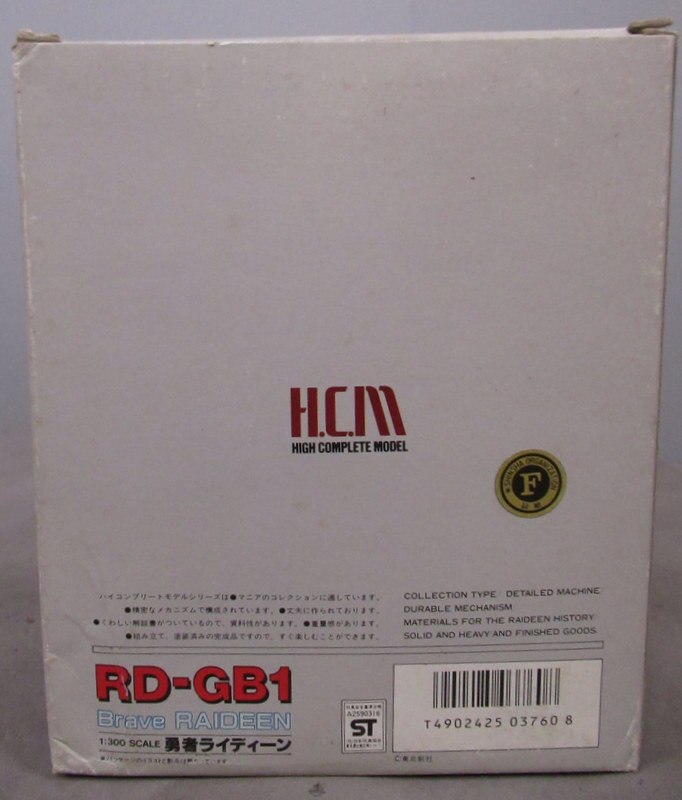 H.C.M
HIGH COMPLETE MODEL
SHINSHA ORGANIZATION
F
証紙
ハイコンプリートモデルシリーズは●マニアのコレクションに適しています。
●精密なメカニズムで構成されています。●丈夫に作られております。
●くわしい解説書がついているので、資料性があります。●重量感があります。
●組み立て、塗装済みの完成品ですので、すぐ楽しむことができます。
COLLECTION TYPE / DETAILED MACHINE
DURABLE MECHANISM
MATERIALS FOR THE RAIDEEN HISTORY
SOLID AND HEAVY AND FINISHED GOODS.
RD-GB1
Brave RAIDEEN
1:300 SCALE 勇者ライディーン
A2590316
ST
T4902425 03760 8
©東北新社